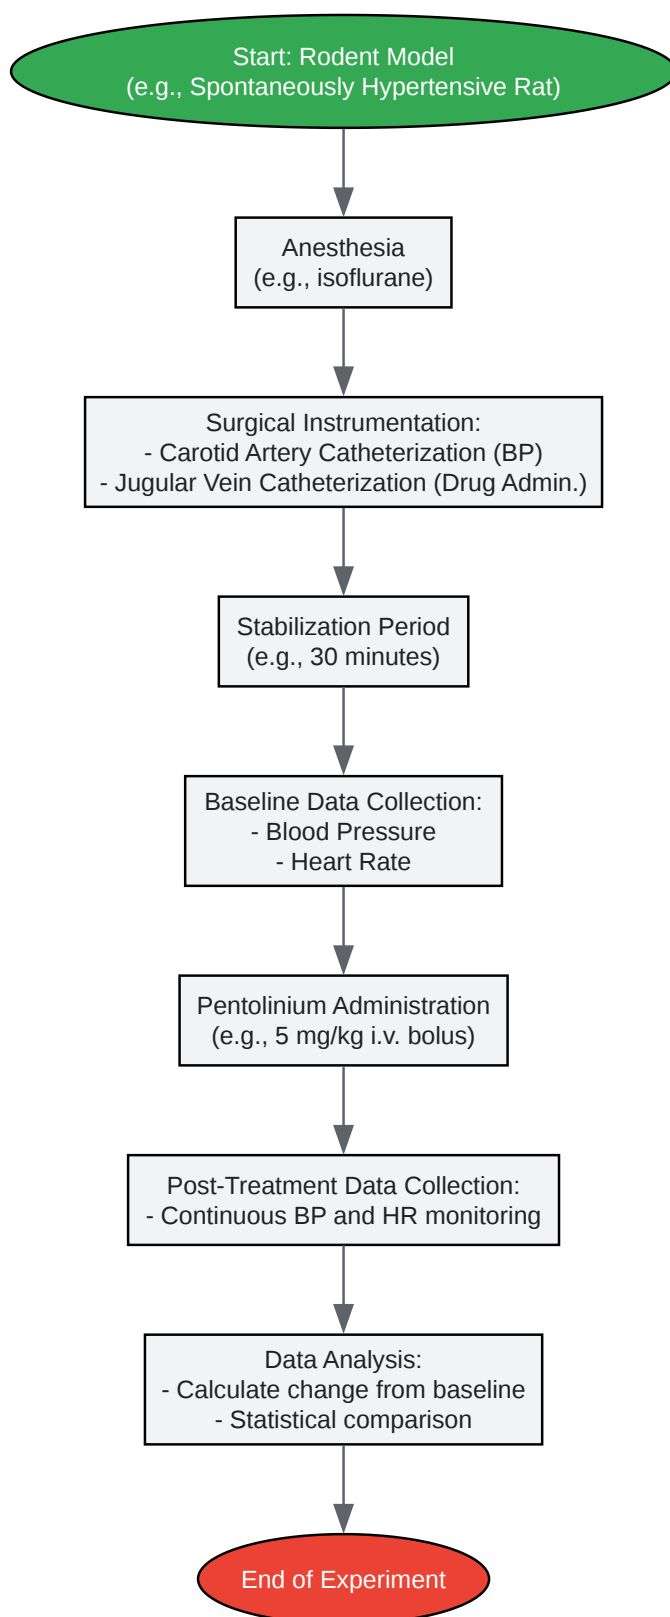 Start: Rodent Model
(e.g., Spontaneously Hypertensive Rat)
Anesthesia
(e.g., isoflurane)
Surgical Instrumentation:
- Carotid Artery Catheterization (BP)
- Jugular Vein Catheterization (Drug Admin.)
Stabilization Period
(e.g., 30 minutes)
Baseline Data Collection:
- Blood Pressure
- Heart Rate
Pentolinium Administration
(e.g., 5 mg/kg i.v. bolus)
Post-Treatment Data Collection:
- Continuous BP and HR monitoring
Data Analysis:
- Calculate change from baseline
- Statistical comparison
End of Experiment